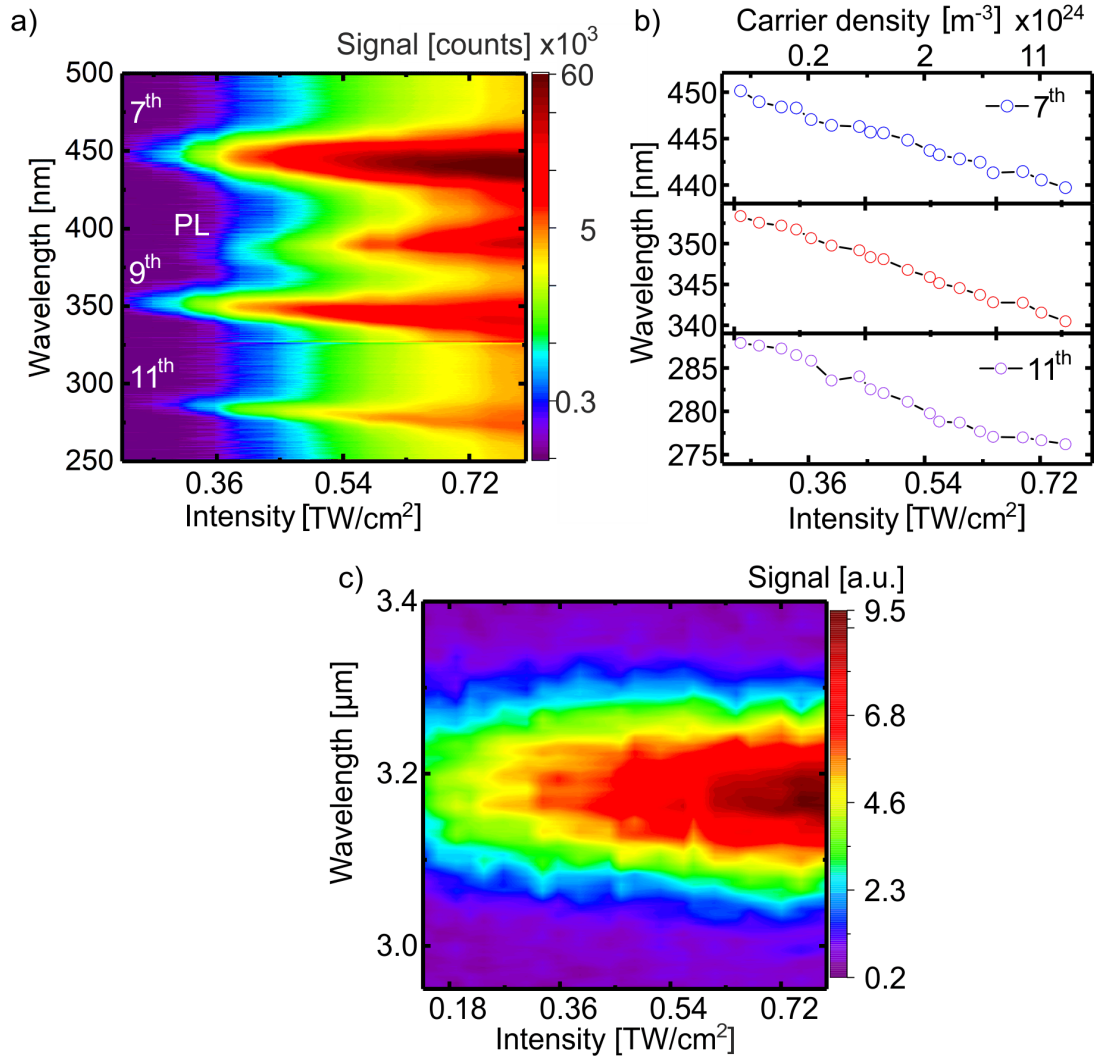 a)
Signal [counts] x10³
500
450
400
350
300
250
Wavelength [nm]
7th
PL
9th
11th
60
5
0.3
0.36
0.54
0.72
Intensity [TW/cm²]
b)
Carrier density [m-3] x10²⁴
0.2
2
11
450
445
440
7th
350
345
340
285
280
275
11th
Wavelength [nm]
0.36
0.54
0.72
Intensity [TW/cm²]
c)
Signal [a.u.]
3.4
3.2
3.0
Wavelength [µm]
9.5
6.8
4.6
2.3
0.2
0.18
0.36
0.54
0.72
Intensity [TW/cm²]